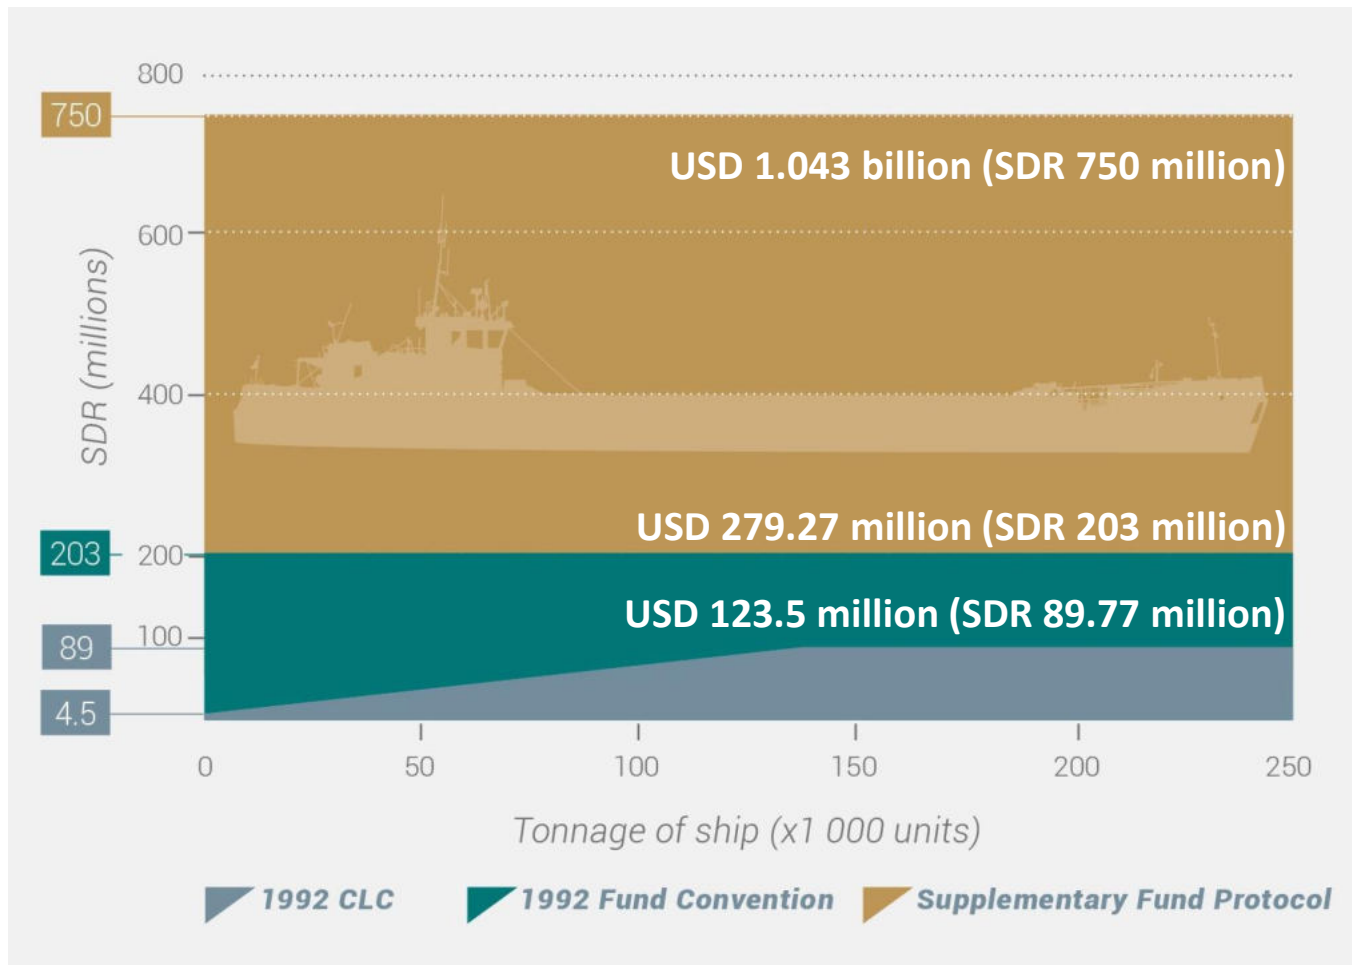 800
750
USD 1.043 billion (SDR 750 million)
600
SDR (millions)
400
USD 279.27 million (SDR 203 million)
203
200
USD 123.5 million (SDR 89.77 million)
100
89
4.5
0 50 100 150 200 250
Tonnage of ship (x1 000 units)
1992 CLC 1992 Fund Convention Supplementary Fund Protocol